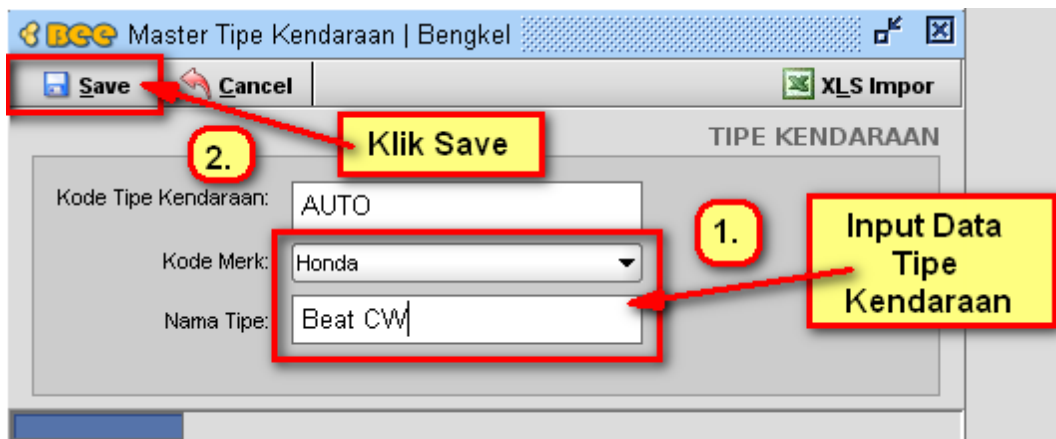 Bee Master Tipe Kendaraan | Bengkel
Save Cancel XLS Impor
TIPE KENDARAAN
2.
Klik Save
Kode Tipe Kendaraan: AUTO
1.
Input Data
Tipe
Kendaraan
Kode Merk: Honda
Nama Tipe: Beat CW